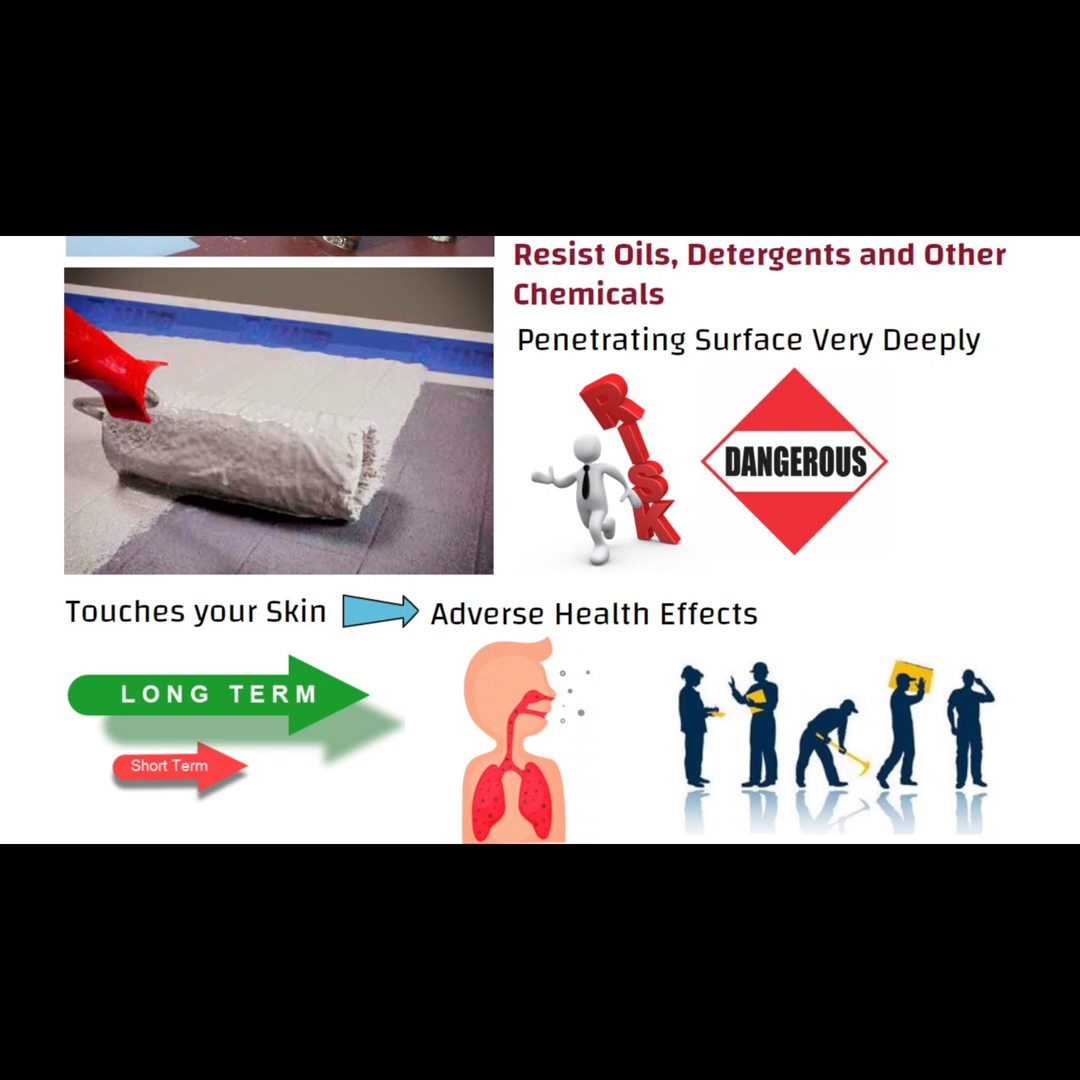 Resist Oils, Detergents and Other
Chemicals
Penetrating Surface Very Deeply
RISK
DANGEROUS
Touches your Skin
Adverse Health Effects
LONG TERM
Short Term